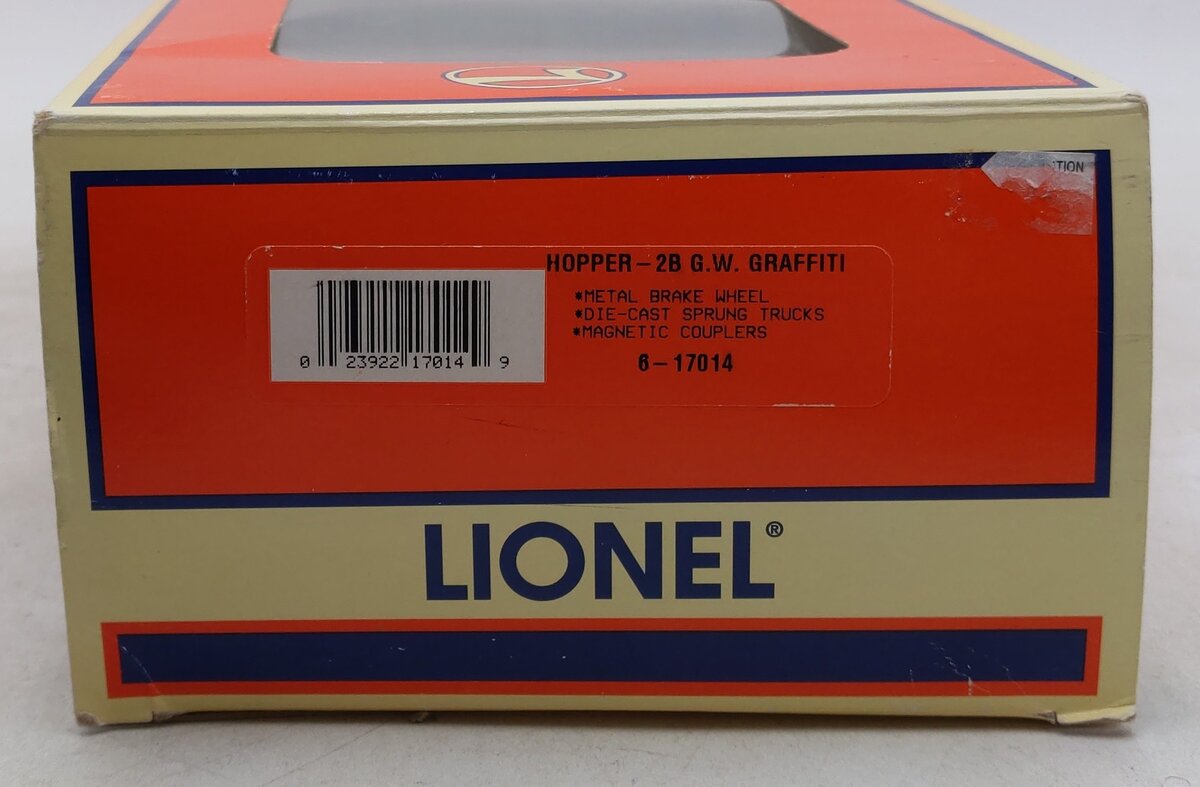 TION
HOPPER-2B G.W. GRAFFITI
*METAL BRAKE WHEEL
*DIE-CAST SPRUNG TRUCKS
*MAGNETIC COUPLERS
6-17014
0 23922 17014 9
LIONEL®